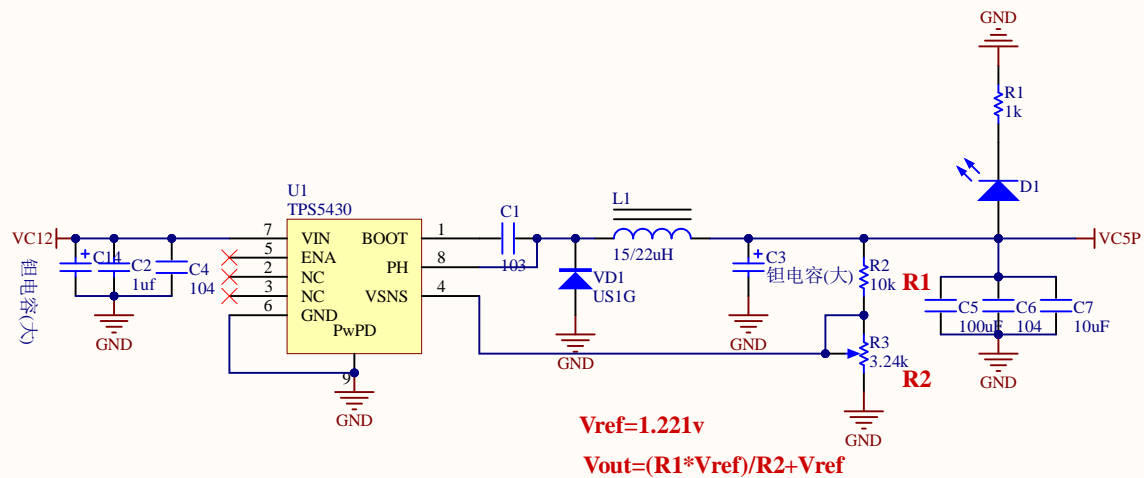 GND
R1
1k
D1
U1
TPS5430
L1
C1
VC12
VC5P
7
VIN
BOOT
1
5
ENA
2
NC
PH
8
3
NC
VSNS
4
6
GND
PwPD
9
GND
C14
钽电容(大)
C2
1uf
C4
104
GND
103
15/22uH
VD1
US1G
GND
C3
钽电容(大)
GND
R2
10k
R1
R3
3.24k
R2
GND
C5
100uF
C6
104
C7
10uF
GND
Vref=1.221v
Vout=(R1*Vref)/R2+Vref